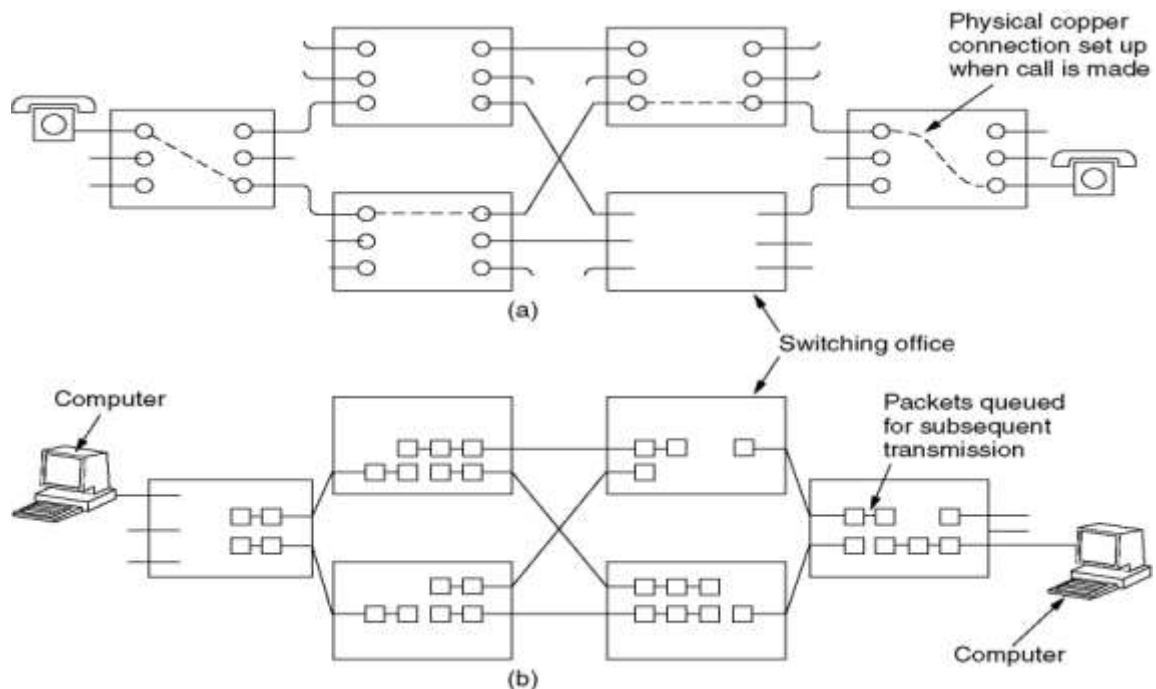 Physical copper
connection set up
when call is made
(a)
Switching office
Computer
Packets queued
for subsequent
transmission
Computer
(b)